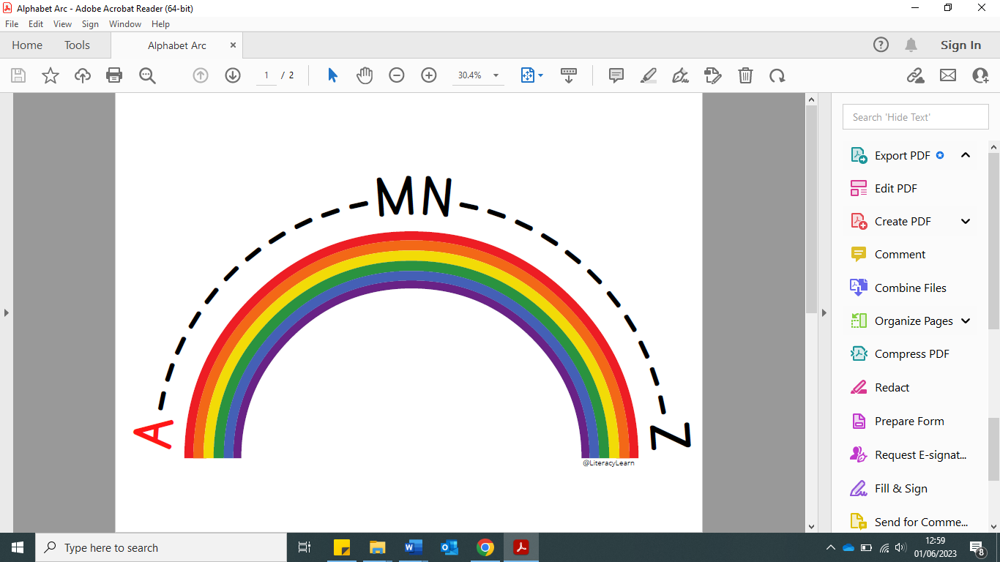 Alphabet Arc - Adobe Acrobat Reader (64-bit)
File Edit View Sign Window Help
Home Tools Alphabet Arc × Sign In
1 / 2 30.4%
Search 'Hide Text'
Export PDF
Edit PDF
Create PDF
Comment
Combine Files
Organize Pages
Compress PDF
Redact
Prepare Form
Request E-signat...
Fill & Sign
Send for Comme...
MN
A
Z
@LiteracyLearn
Type here to search
12:59
01/06/2023
8